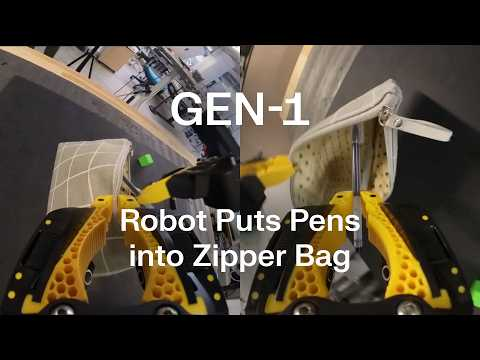 GEN-1
Robot Puts Pens
into Zipper Bag